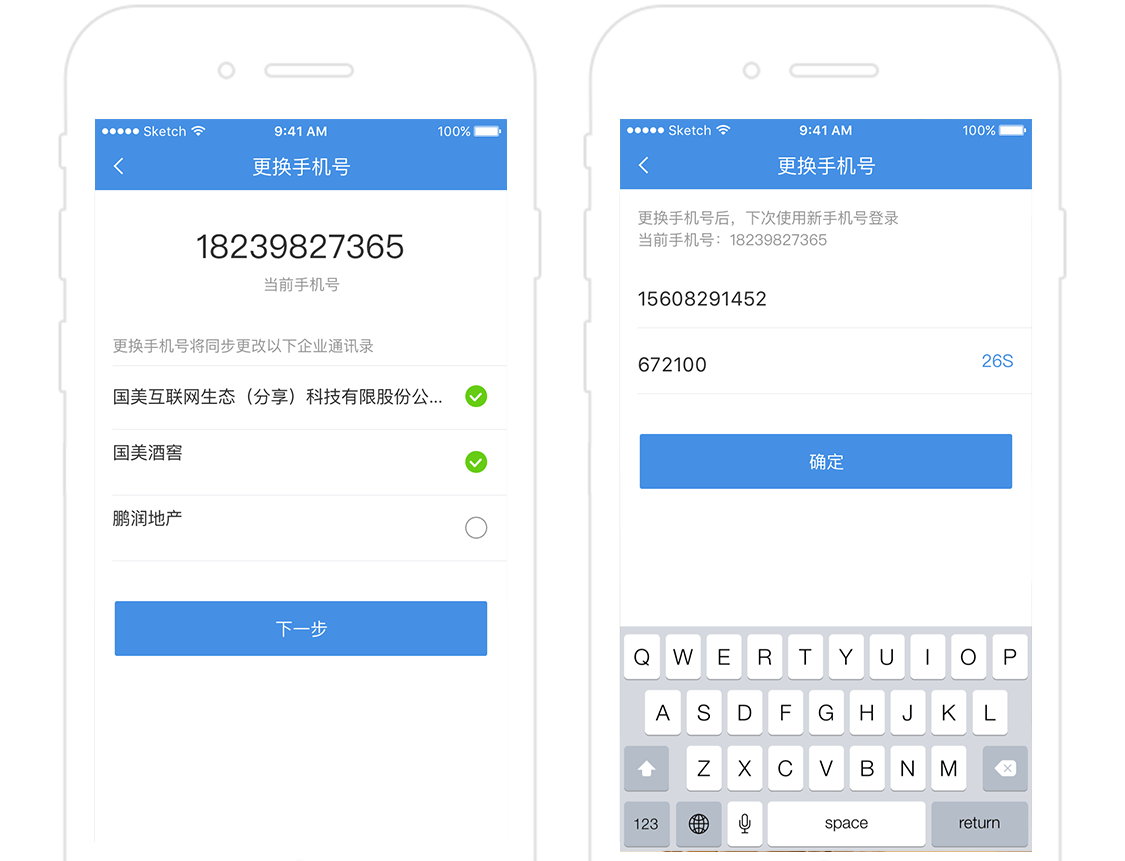 Sketch 9:41 AM 100%
更换手机号
18239827365
当前手机号
更换手机号将同步更改以下企业通讯录
国美互联网生态（分享）科技有限股份公...
国美酒窖
鹏润地产
下一步
Sketch 9:41 AM 100%
更换手机号
更换手机号后，下次使用新手机号登录
当前手机号：18239827365
15608291452
672100 26S
确定
Q W E R T Y U I O P
A S D F G H J K L
Z X C V B N M
123 space return